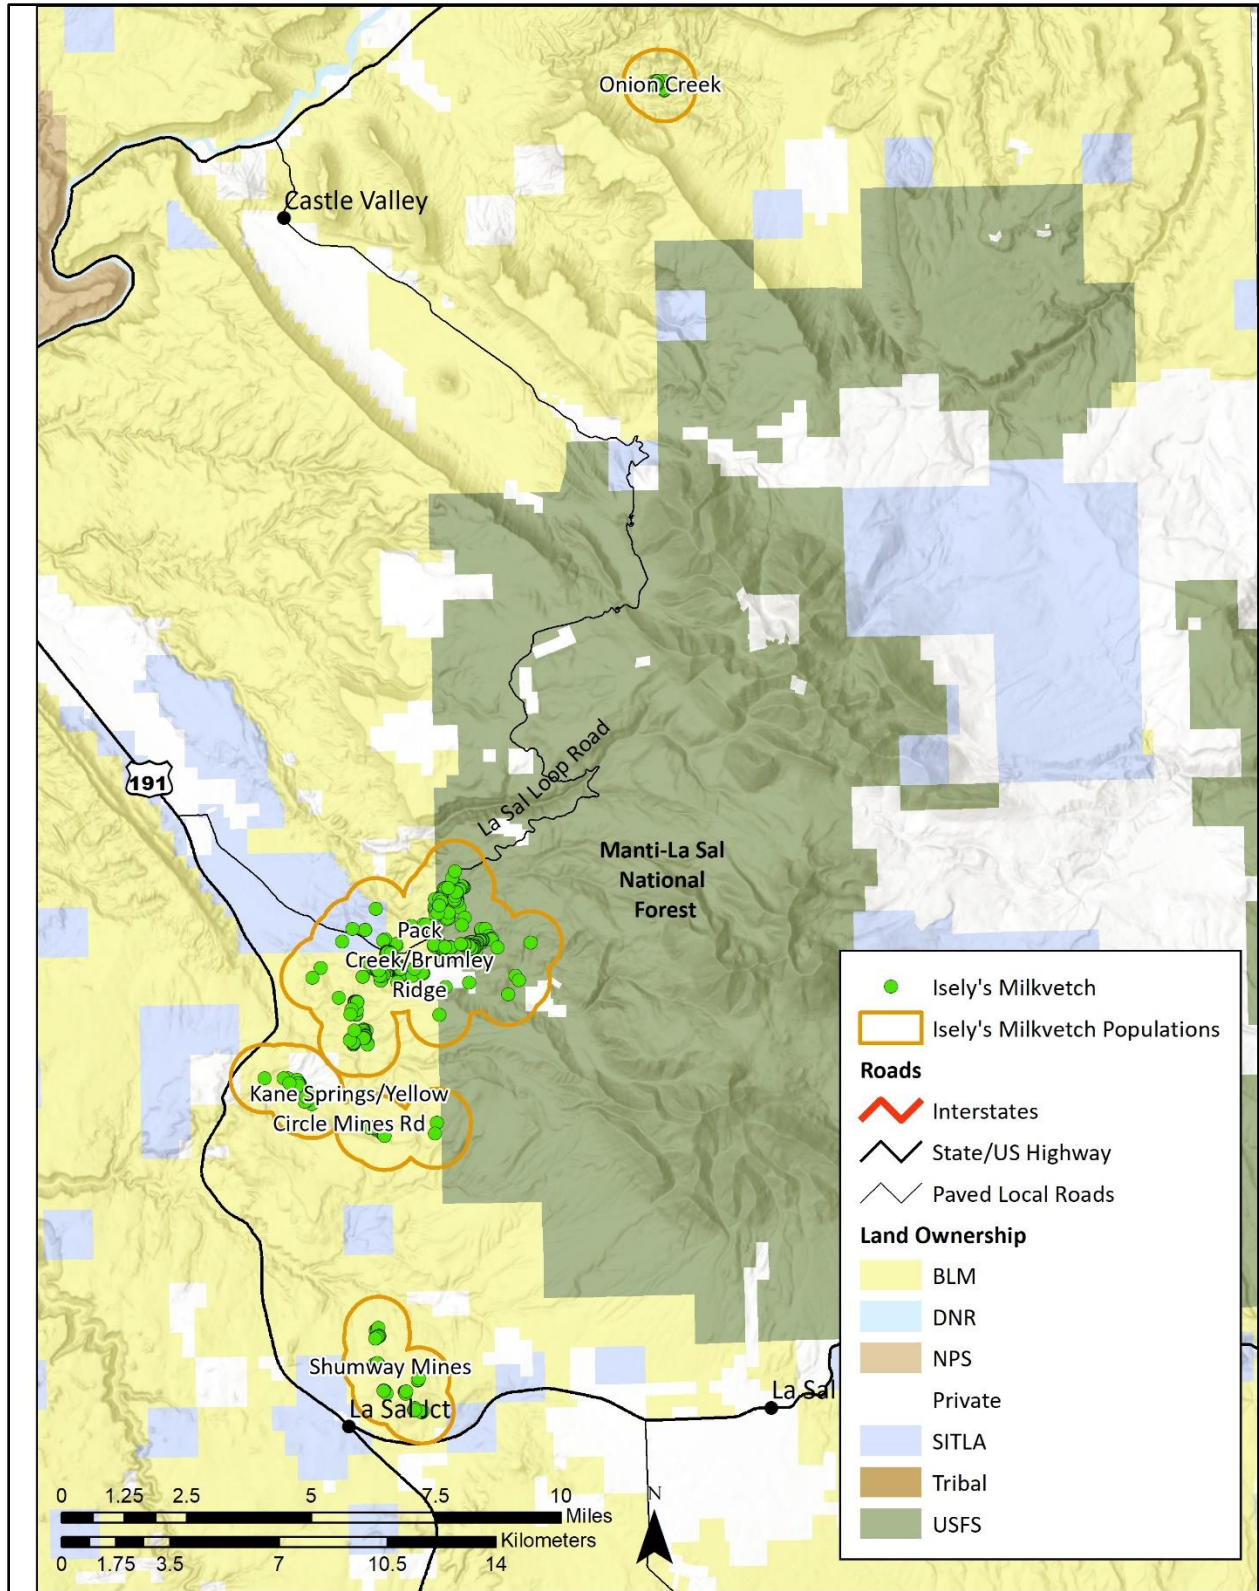 Onion Creek
Castle Valley
191
La Sal Loop Road
Manti-La Sal
National
Forest
Pack
Creek/Brumley
Ridge
Kane Springs/Yellow
Circle Mines Rd
Shumway Mines
La Sal Jct
La Sal
Isely's Milkvetch
Isely's Milkvetch Populations
Roads
Interstates
State/US Highway
Paved Local Roads
Land Ownership
BLM
DNR
NPS
Private
SITLA
Tribal
USFS
0 1.25 2.5 5 7.5 10
Miles
Kilometers
0 1.75 3.5 7 10.5 14
N